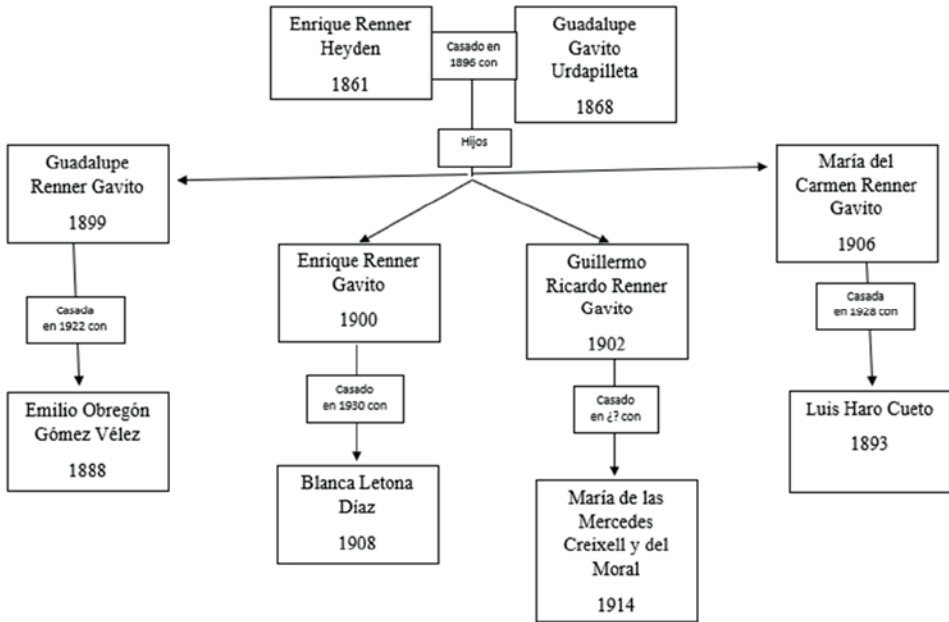 Enrique Renner
Heyden
1861
Casado en
1896 con
Guadalupe
Gavito
Urdapilleta
1868
Hijos
Guadalupe
Renner Gavito
1899
María del
Carmen Renner
Gavito
1906
Enrique Renner
Gavito
1900
Guillermo
Ricardo Renner
Gavito
1902
Casada
en 1922 con
Casada
en 1928 con
Casado
en 1930 con
Casado
en ¿? con
Emilio Obregón
Gómez Vélez
1888
Luis Haro Cueto
1893
Blanca Letona
Díaz
1908
María de las
Mercedes
Creixell y del
Moral
1914